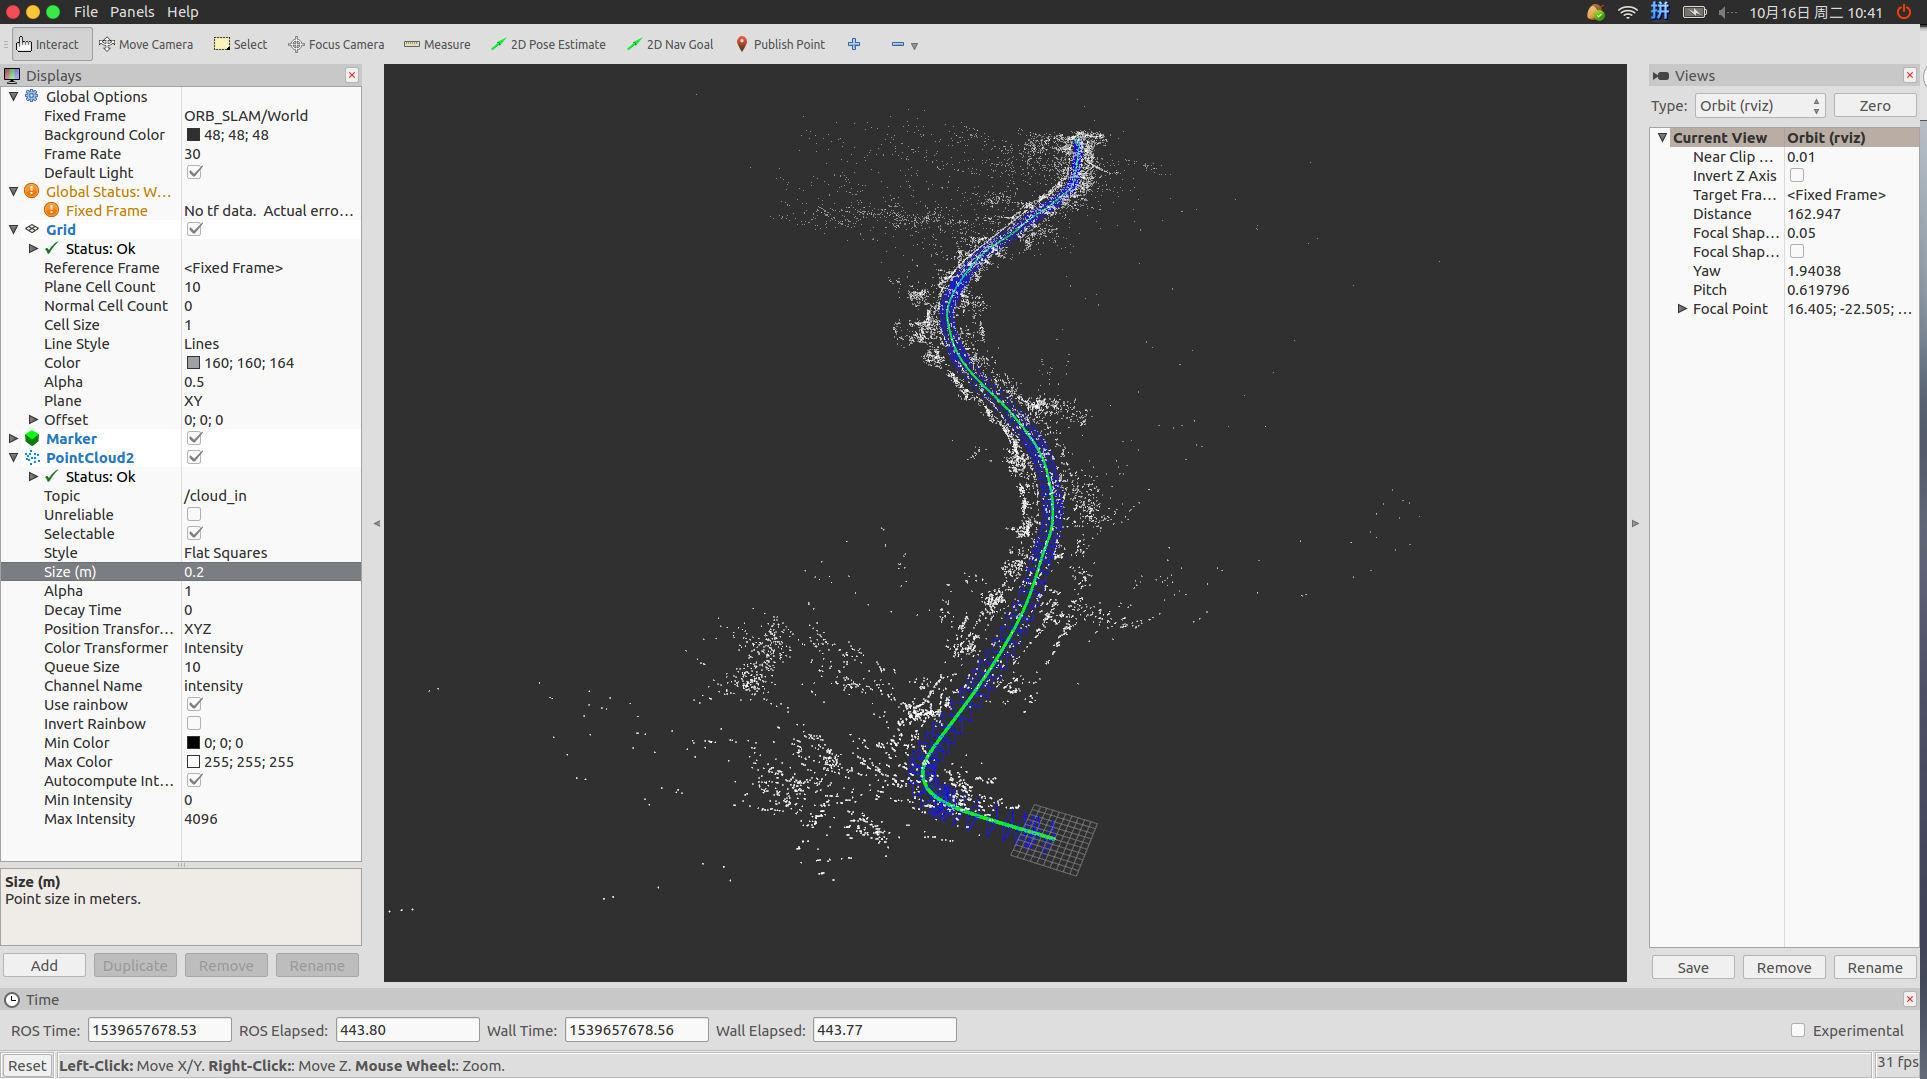 File Panels Help
拼 10月16日 周二 10:41
Interact Move Camera Select Focus Camera Measure 2D Pose Estimate 2D Nav Goal Publish Point
Displays
Global Options
Fixed Frame ORB_SLAM/World
Background Color 48; 48; 48
Frame Rate 30
Default Light
Global Status: W...
Fixed Frame No tf data. Actual erro...
Grid
Status: Ok
Reference Frame <Fixed Frame>
Plane Cell Count 10
Normal Cell Count 0
Cell Size 1
Line Style Lines
Color 160; 160; 164
Alpha 0.5
Plane XY
Offset 0; 0; 0
Marker
PointCloud2
Status: Ok
Topic /cloud_in
Unreliable
Selectable
Style Flat Squares
Size (m) 0.2
Alpha 1
Decay Time 0
Position Transfor... XYZ
Color Transformer Intensity
Queue Size 10
Channel Name intensity
Use rainbow
Invert Rainbow
Min Color 0; 0; 0
Max Color 255; 255; 255
Autocompute Int...
Min Intensity 0
Max Intensity 4096
Size (m)
Point size in meters.
Add Duplicate Remove Rename
Views
Type: Orbit (rviz) Zero
Current View Orbit (rviz)
Near Clip ... 0.01
Invert Z Axis
Target Fra... <Fixed Frame>
Distance 162.947
Focal Shap... 0.05
Focal Shap...
Yaw 1.94038
Pitch 0.619796
Focal Point 16.405; -22.505; ...
Save Remove Rename
Time
ROS Time: 1539657678.53 ROS Elapsed: 443.80 Wall Time: 1539657678.56 Wall Elapsed: 443.77 Experimental
Reset Left-Click: Move X/Y. Right-Click:: Move Z. Mouse Wheel:: Zoom. 31 fps